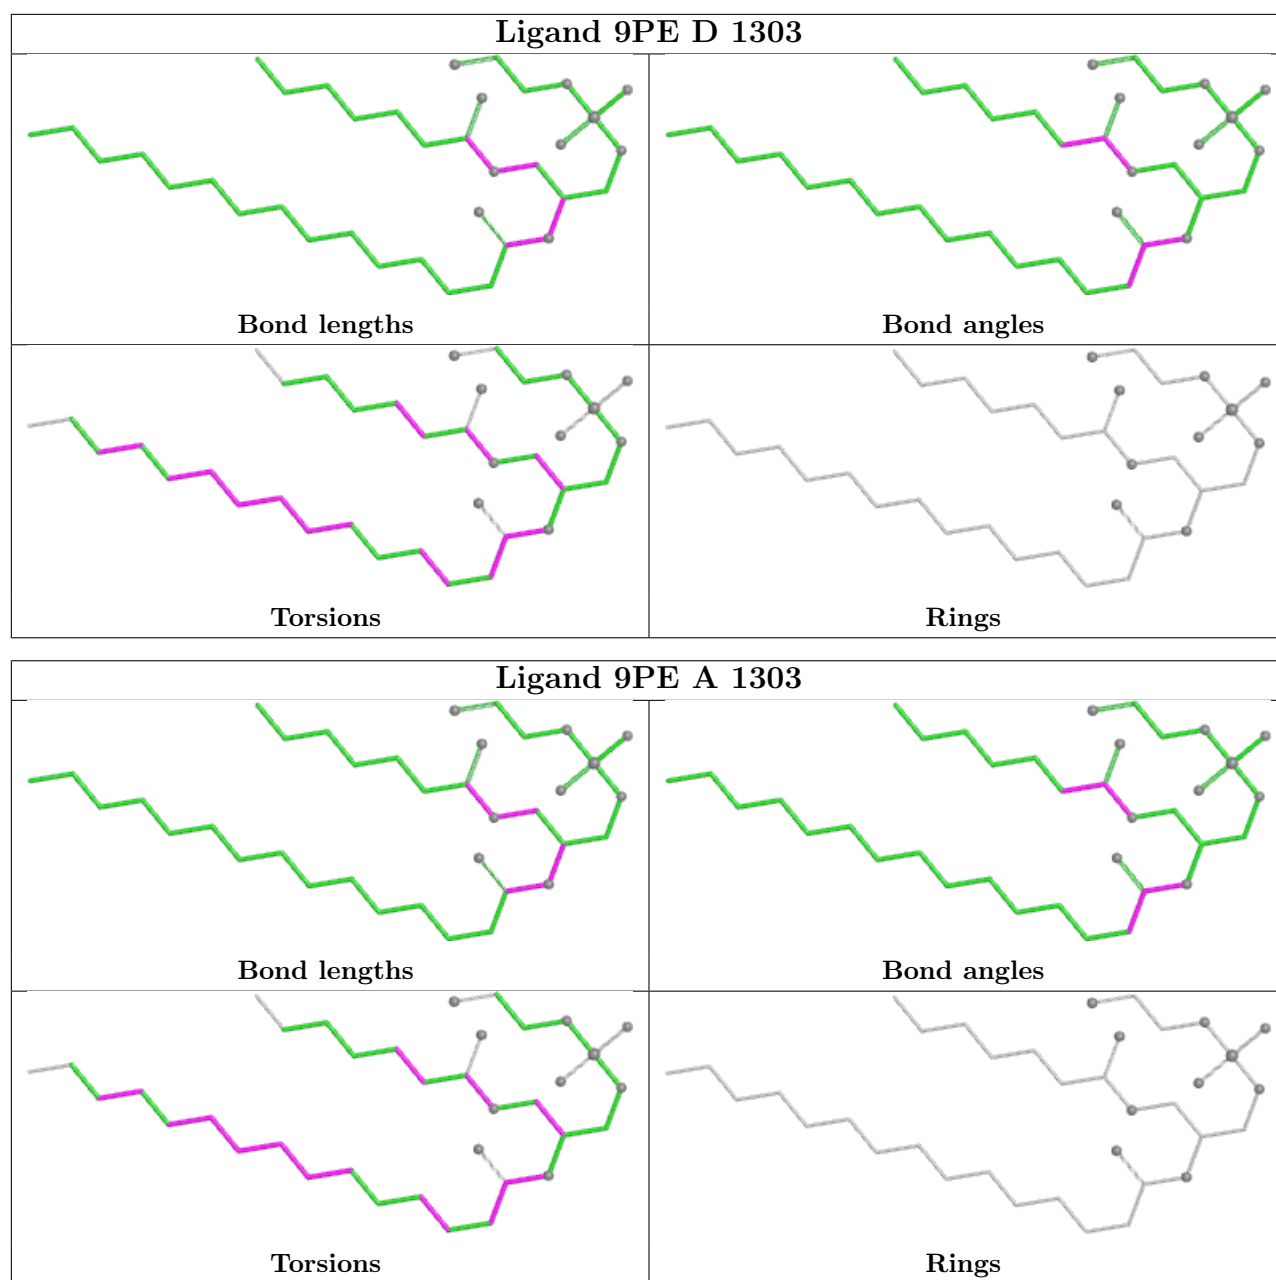 Ligand 9PE D 1303
Bond lengths
Bond angles
Torsions
Rings
Ligand 9PE A 1303
Bond lengths
Bond angles
Torsions
Rings